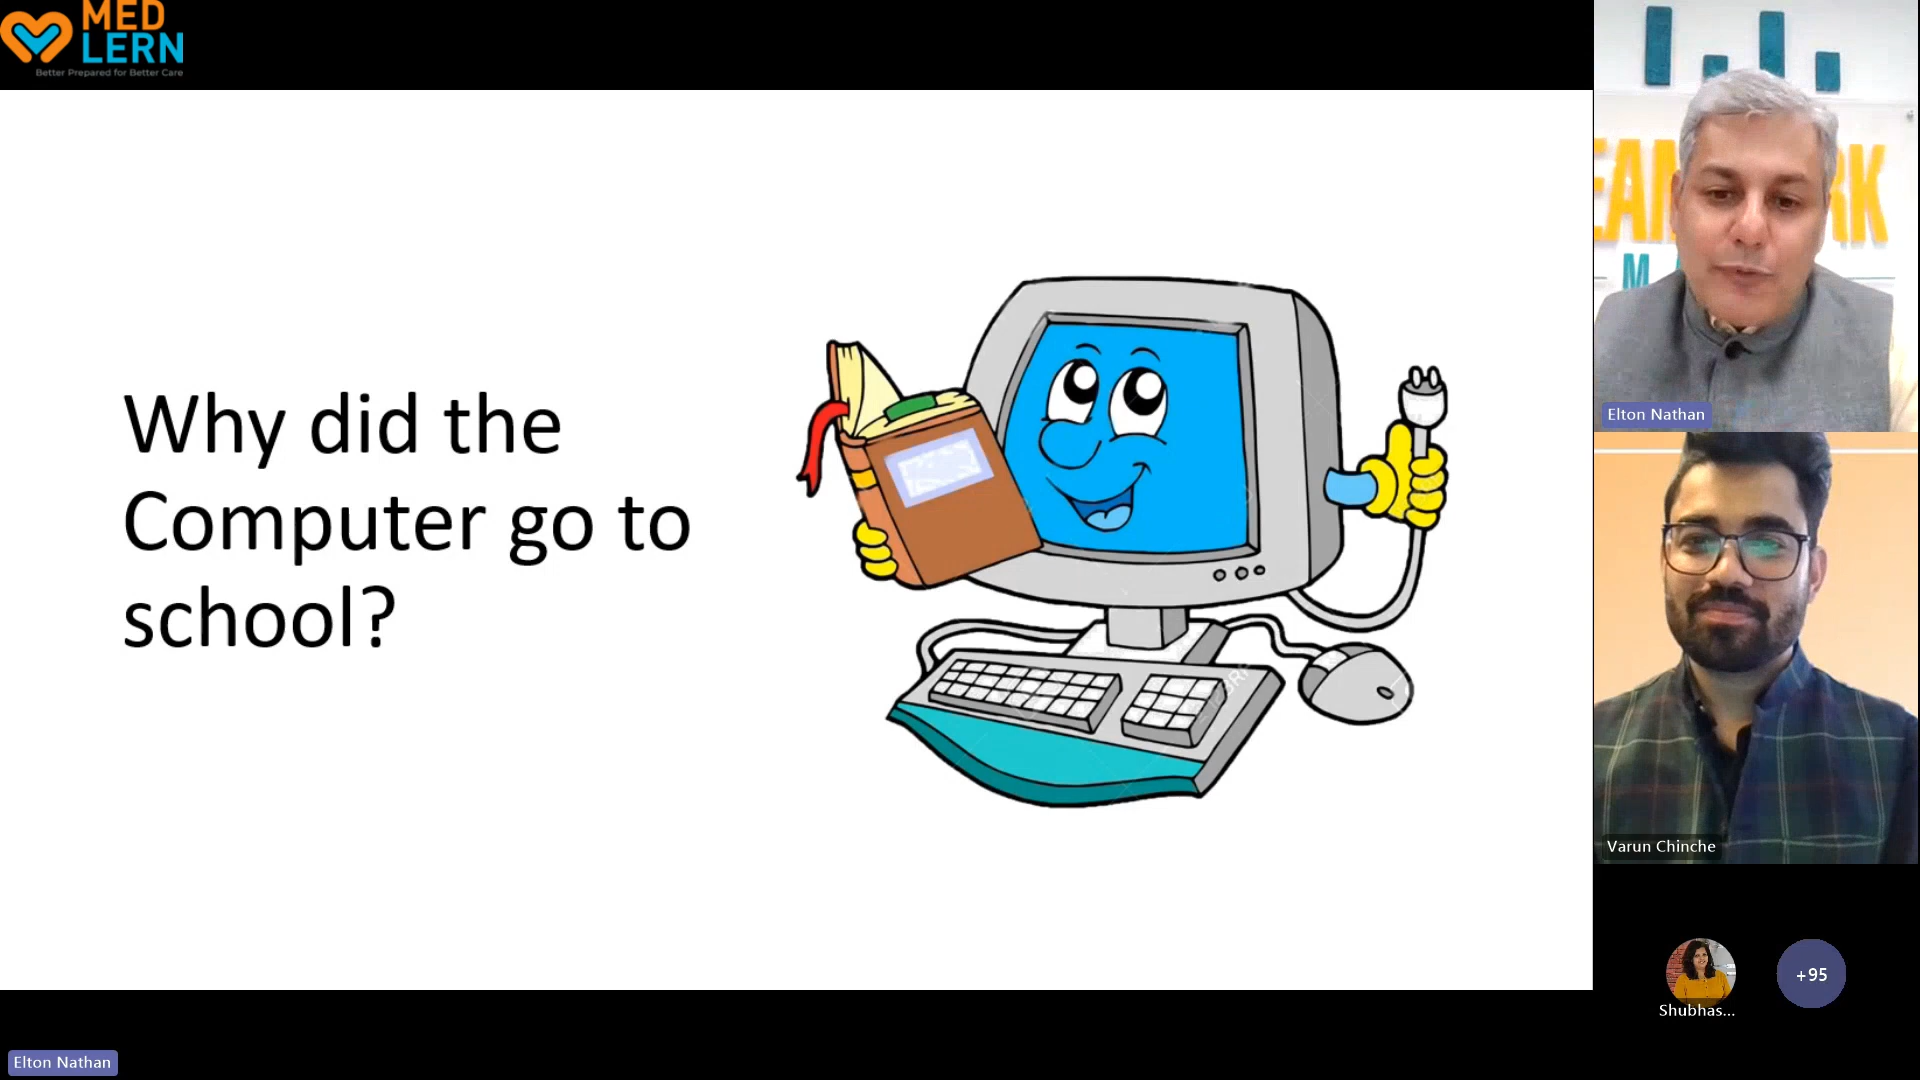 MED
LERN
Better Prepared for Better Care
Why did the
Computer go to
school?
Elton Nathan
Varun Chinche
Shubhas...
+95
Elton Nathan